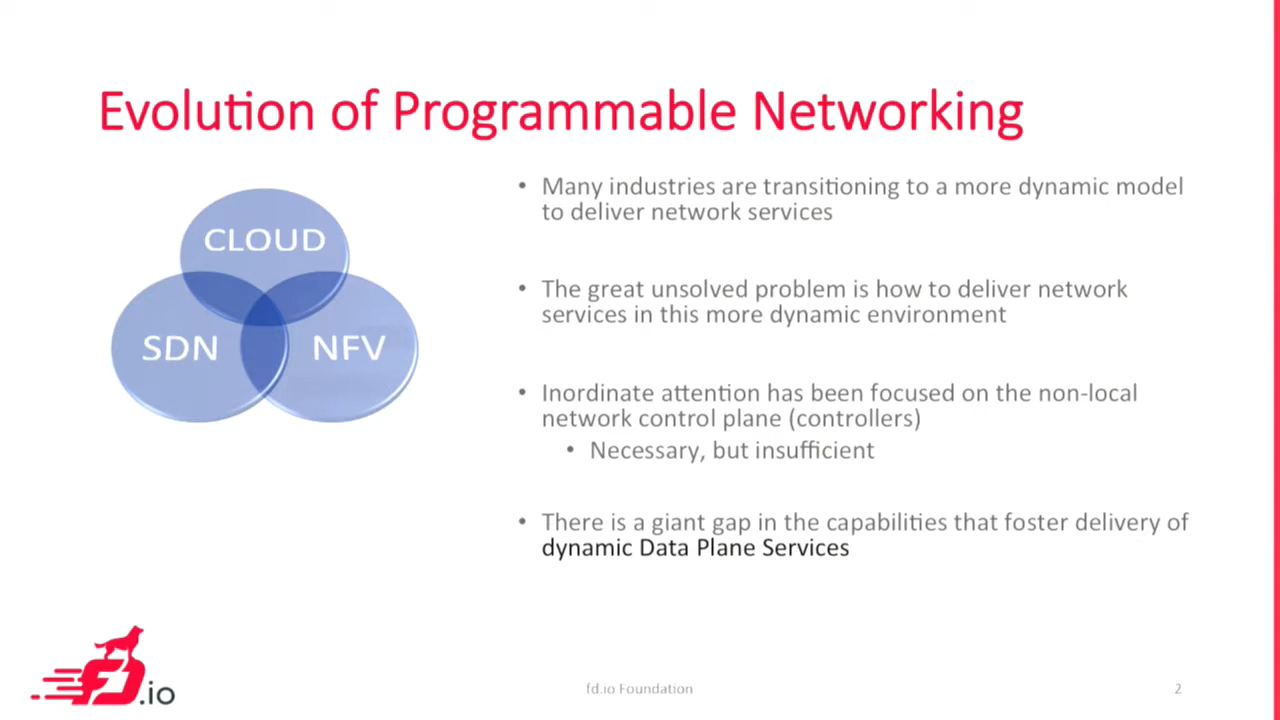 Evolution of Programmable Networking
CLOUD
SDN
NFV
• Many industries are transitioning to a more dynamic model
to deliver network services
• The great unsolved problem is how to deliver network
services in this more dynamic environment
• Inordinate attention has been focused on the non-local
network control plane (controllers)
• Necessary, but insufficient
• There is a giant gap in the capabilities that foster delivery of
dynamic Data Plane Services
FD.io
fd.io Foundation
2